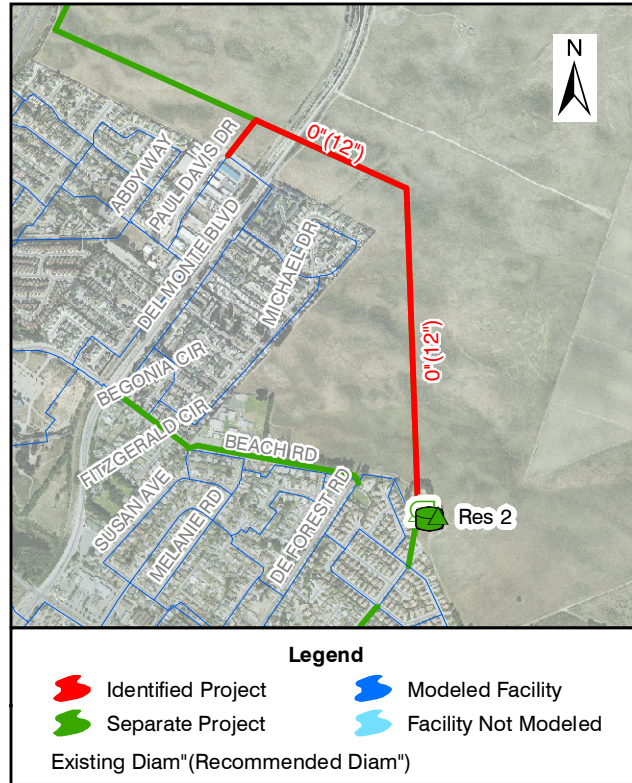 N
0"(12")
ABDY WAY
PAUL DAVIS DR
DEL MONTE BLVD
MICHAEL DR
0"(12")
BEGONIA CIR
FITZGERALD CIR
BEACH RD
SUSAN AVE
MELANIE RD
DE FOREST RD
Res 2
Legend
Identified Project
Modeled Facility
Separate Project
Facility Not Modeled
Existing Diam"(Recommended Diam")